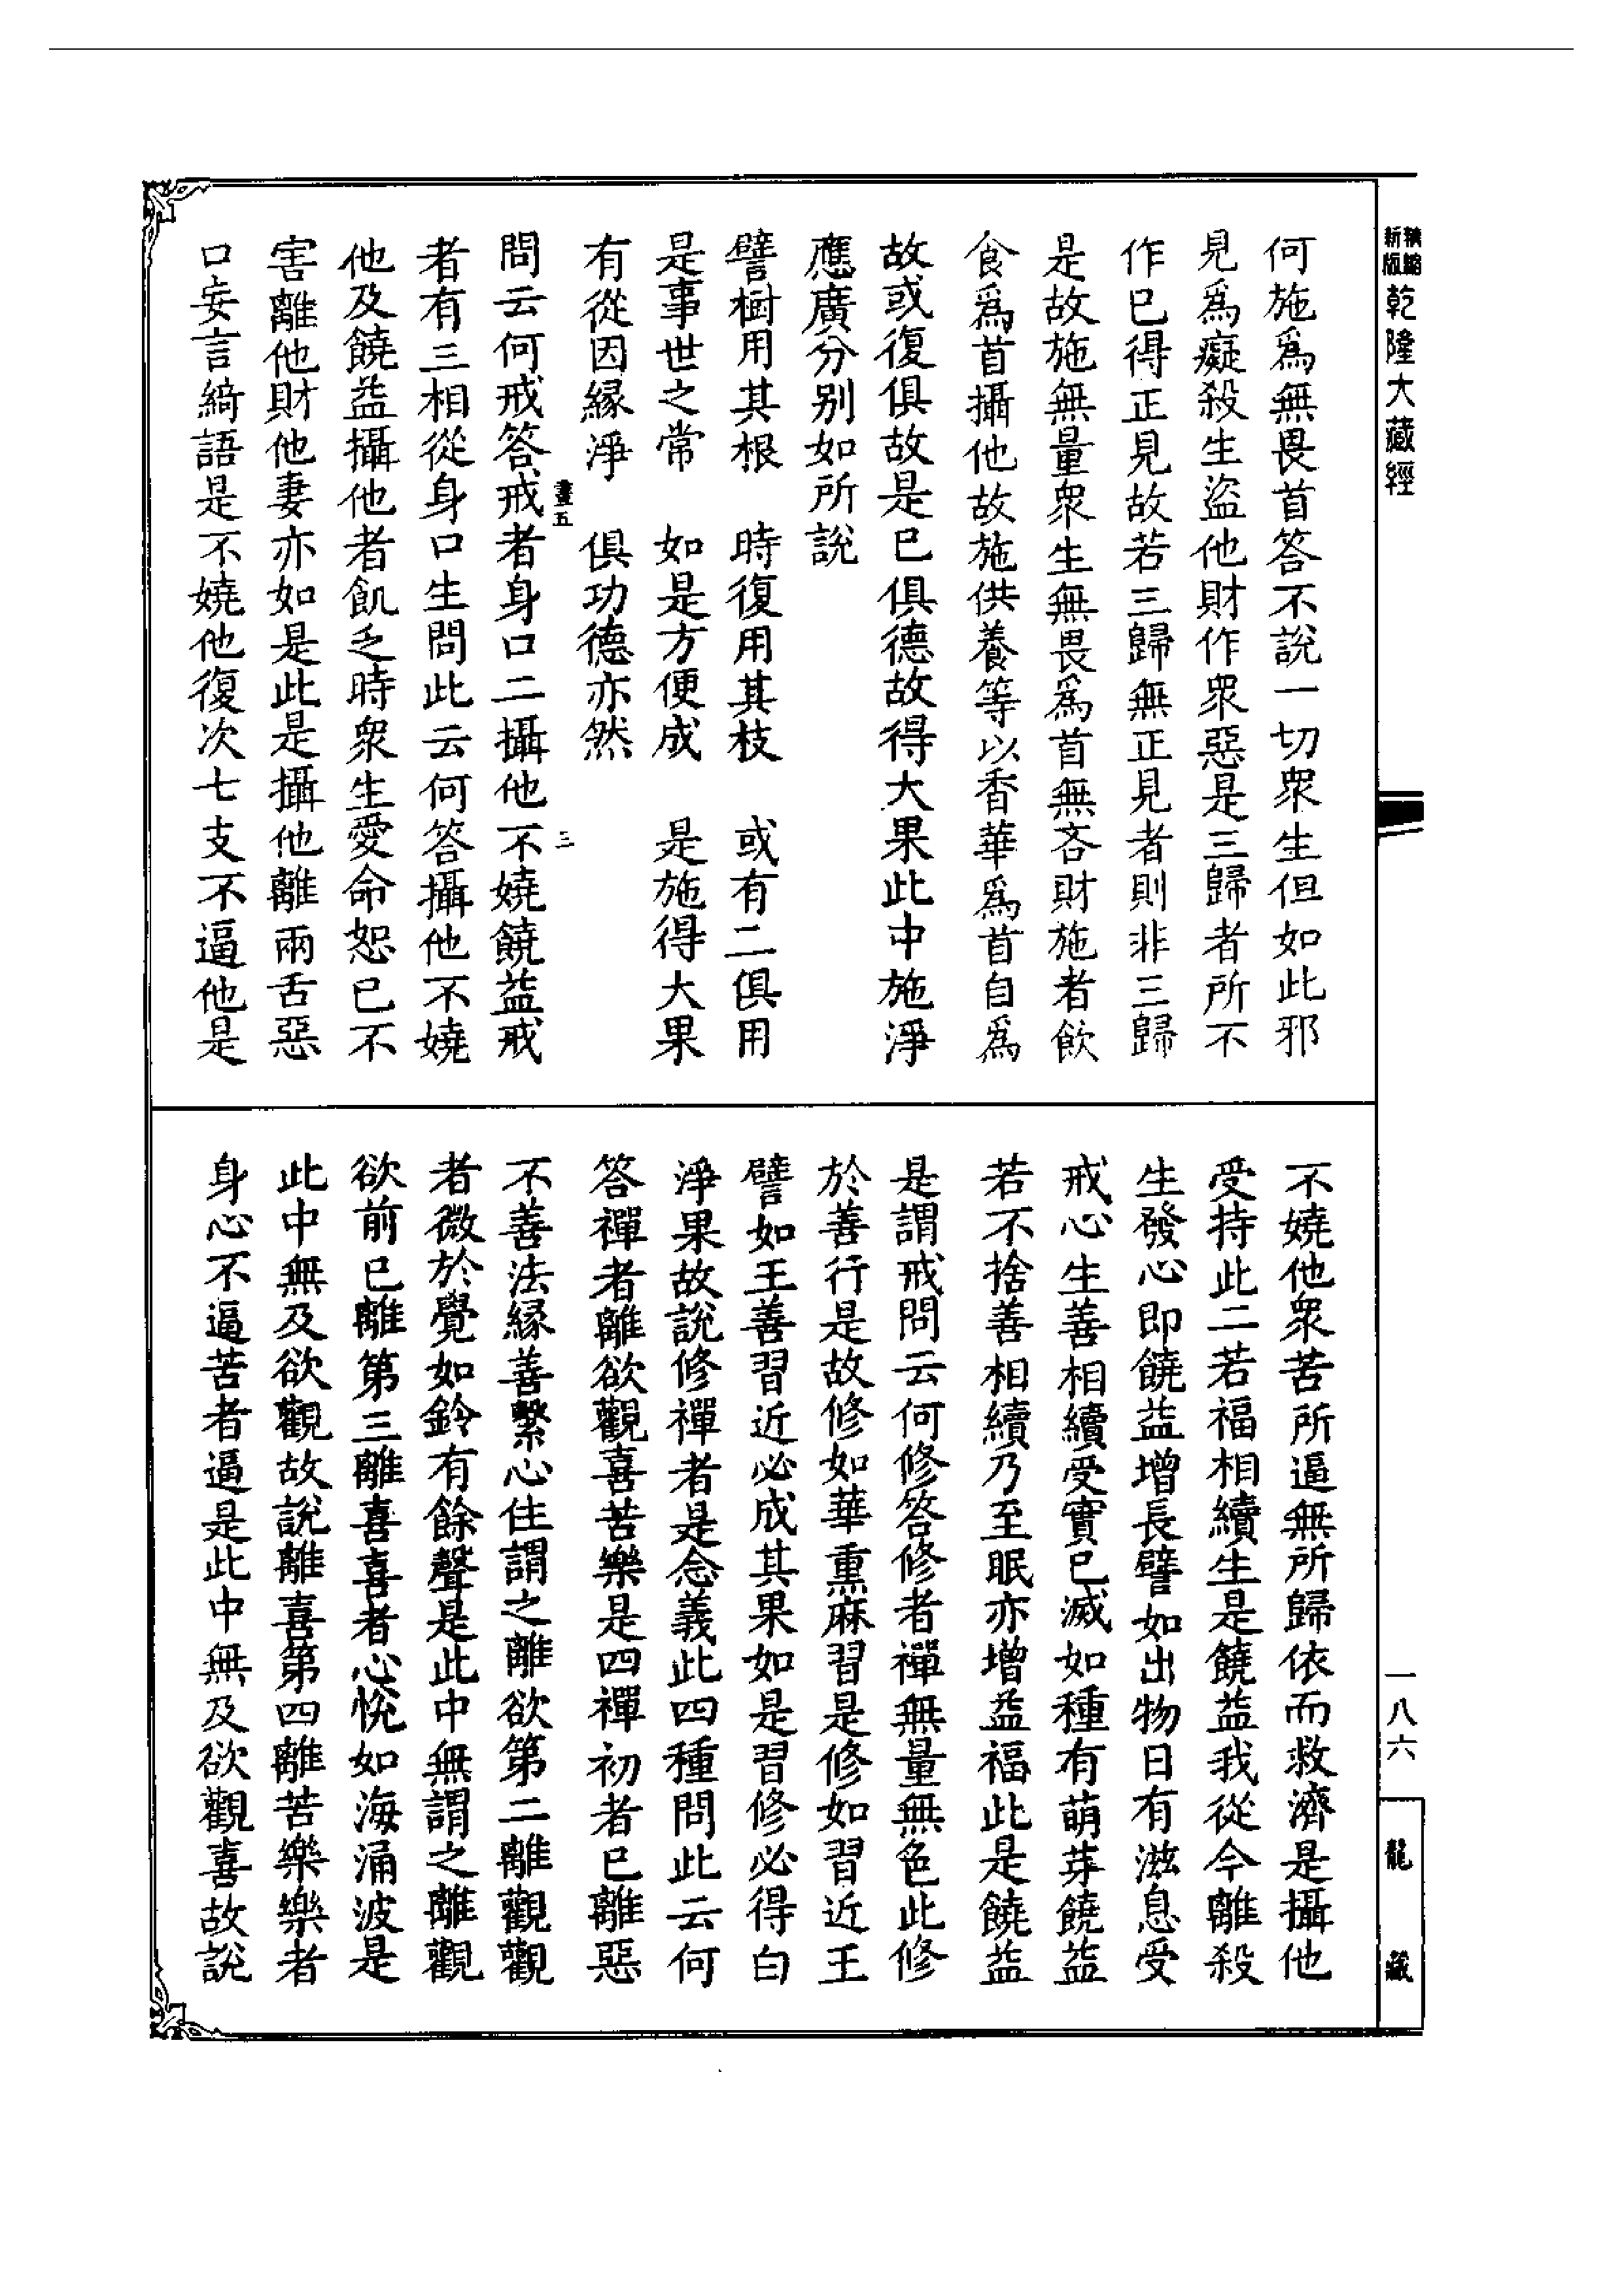 精縮新版乾隆大藏經
何施爲無畏首答不說一切衆生但如此邪
見爲癡殺生盜他財作衆惡是三歸者所不
作已得正見故若三歸無正見者則非三歸
是故施無量衆生無畏爲首無吝財施者飲
食爲首攝他故施供養等以香華爲首自爲
故或復俱故是已俱德故得大果此中施淨
應廣分别如所說
譬樹用其根　時復用其枝　或有二俱用
是事世之常　如是方便成　是施得大果
有從因緣淨　俱功德亦然
畫五　三
問云何戒答戒者身口二攝他不嬈饒益戒
者有三相從身口生問此云何答攝他不嬈
他及饒益攝他者飢乏時衆生愛命恕已不
害離他財他妻亦如是此是攝他離兩舌惡
口妄言綺語是不嬈他復次七支不逼他是
不嬈他衆苦所逼無所歸依而救濟是攝他
受持此二若福相續生是饒益我從今離殺
生發心即饒益增長譬如出物日有滋息受
戒心生善相續受實已滅如種有萌芽饒益
若不捨善相續乃至眠亦增益福此是饒益
是謂戒問云何修答修者禪無量無色此修
於善行是故修如華熏麻習是修如習近王
譬如王善習近必成其果如是習修必得白
淨果故說修禪者是念義此四種問此云何
答禪者離欲觀喜苦樂是四禪初者已離惡
不善法緣善繫心住謂之離欲第二離觀觀
者微於覺如鈴有餘聲是此中無謂之離觀
欲前已離第三離喜喜者心悅如海涌波是
此中無及欲觀故說離喜第四離苦樂樂者
身心不逼苦者逼是此中無及欲觀喜故說
一八六
龍藏